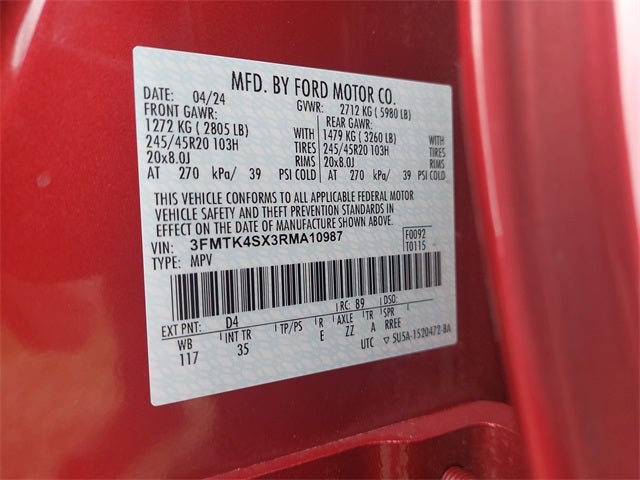 MFD. BY FORD MOTOR CO.
DATE: 04/24 GVWR: 2712 KG ( 5980 LB)
FRONT GAWR: REAR GAWR:
1272 KG ( 2805 LB) WITH 1479 KG ( 3260 LB) WITH
245/45R20 103H TIRES 245/45R20 103H TIRES
20x8.0J RIMS 20x8.0J RIMS
AT 270 kPa/ 39 PSI COLD AT 270 kPa/ 39 PSI COLD
THIS VEHICLE CONFORMS TO ALL APPLICABLE FEDERAL MOTOR
VEHICLE SAFETY AND THEFT PREVENTION STANDARDS IN
EFFECT ON THE DATE OF MANUFACTURE SHOWN ABOVE.
VIN: 3FMTK4SX3RMA10987 F0092
TYPE: MPV T0115
EXT PNT: D4 RC: 89 DSO:
WB INT TR TP/PS R AXLE TR SPR
117 35 E ZZ A RREE
UTC ▽ 5U5A-1520472-BA